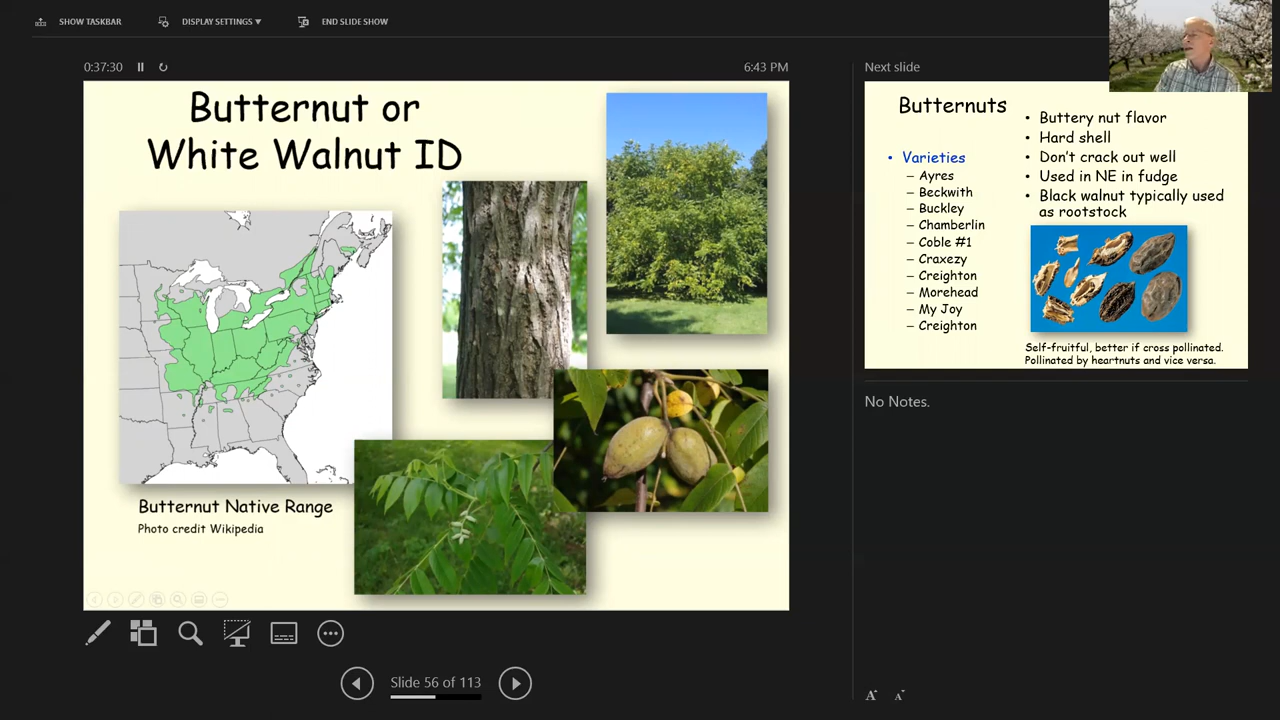 SHOW TASKBAR
DISPLAY SETTINGS ▼
END SLIDE SHOW
0:37:30
6:43 PM
Butternut or
White Walnut ID
Butternut Native Range
Photo credit Wikipedia
Slide 56 of 113
Next slide
Butternuts
• Varieties
– Ayres
– Beckwith
– Buckley
– Chamberlin
– Coble #1
– Craxezy
– Creighton
– Morehead
– My Joy
– Creighton
• Buttery nut flavor
• Hard shell
• Don't crack out well
• Used in NE in fudge
• Black walnut typically used
as rootstock
Self-fruitful, better if cross pollinated.
Pollinated by heartnuts and vice versa.
No Notes.
A A